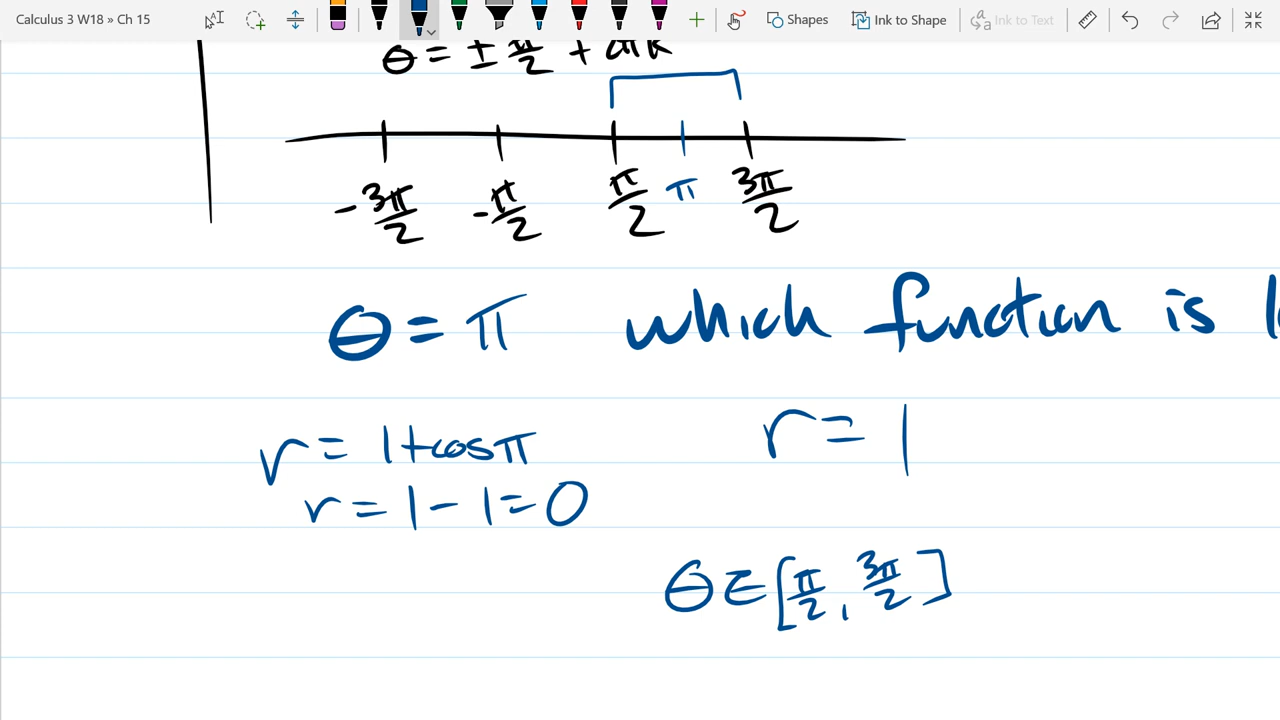 Calculus 3 W18 » Ch 15
Shapes
Ink to Shape
Ink to Text
θ = ± π/2 + 2πk
-3π/2 -π/2 π/2 π 3π/2
θ = π which function is
r = 1 + cos π r = 1
r = 1 - 1 = 0
θ ∈ [π/2, 3π/2]